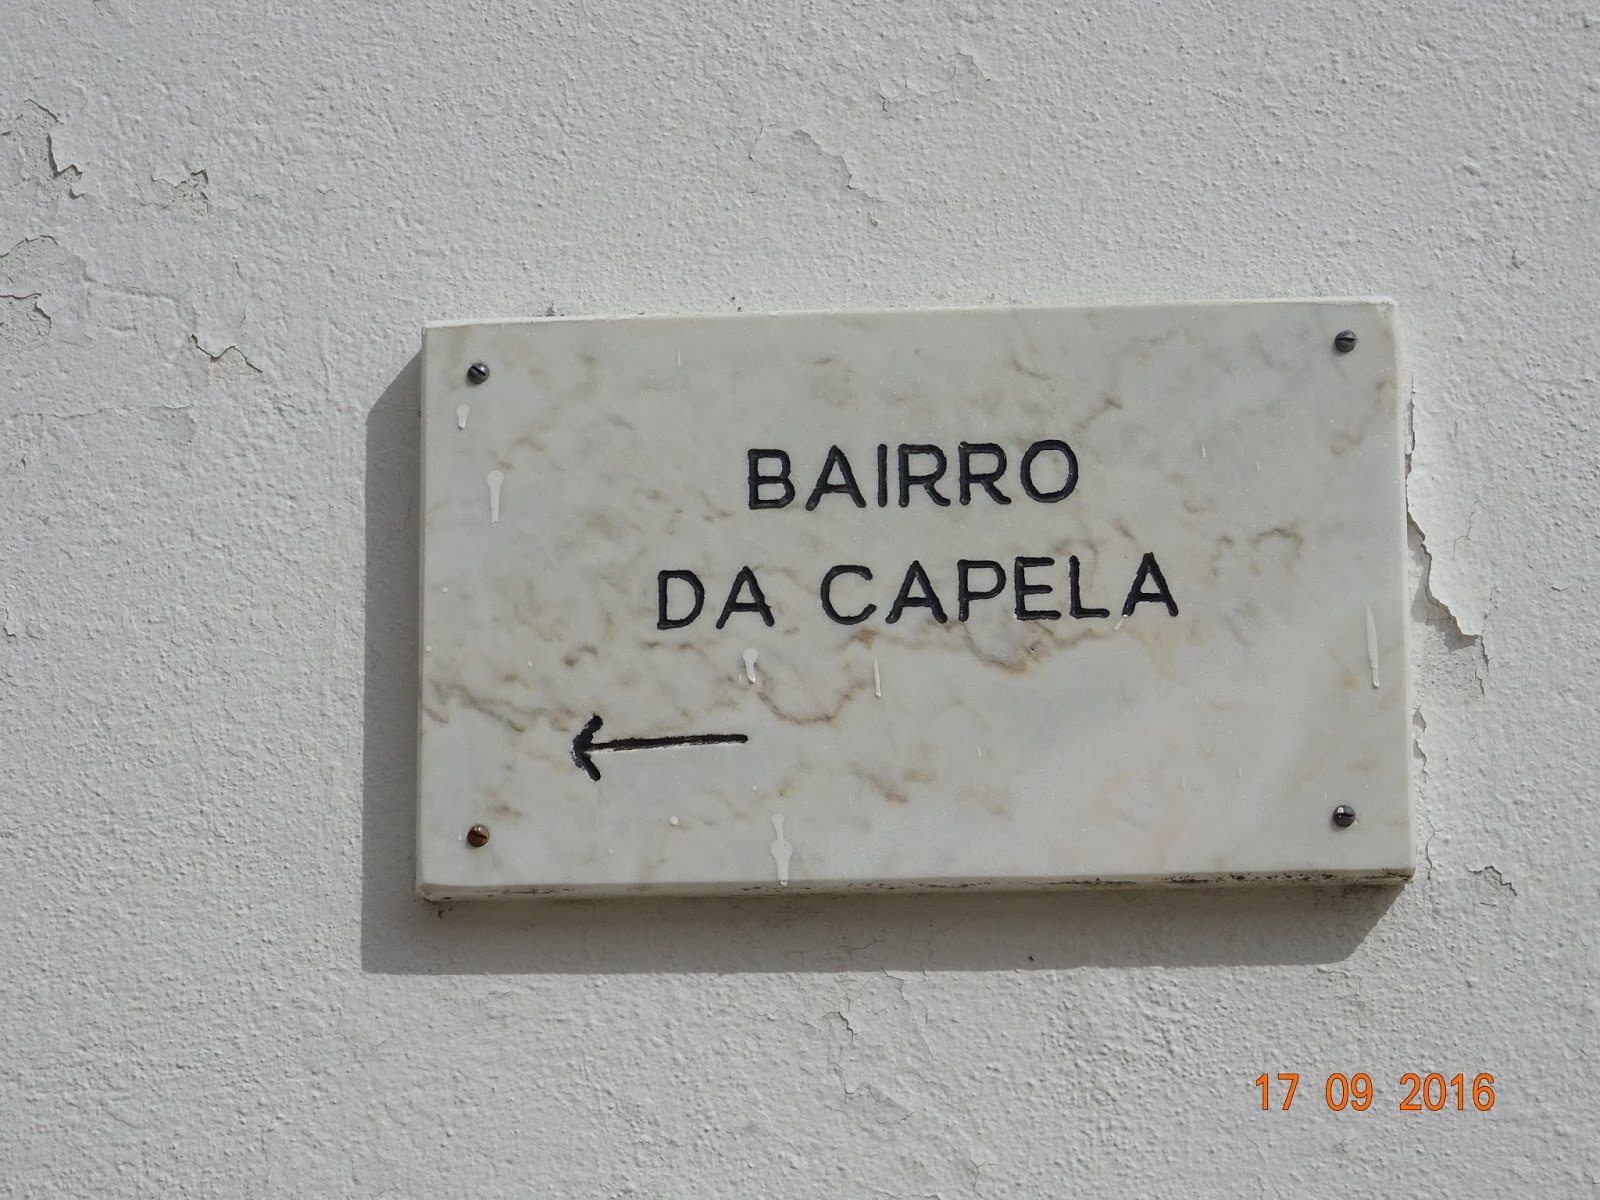 BAIRRO
DA CAPELA
17 09 2016